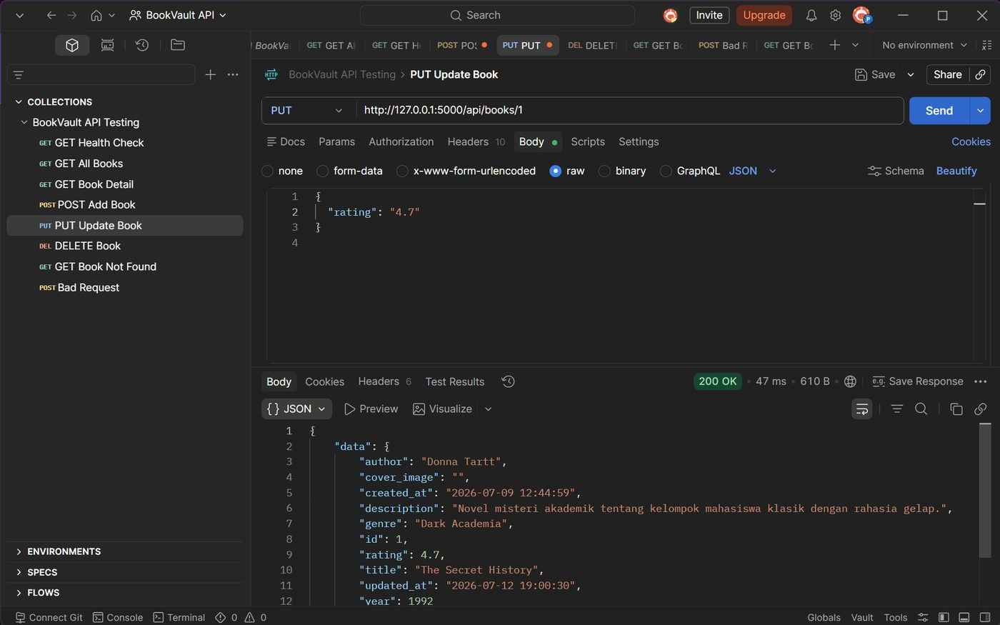 BookVault API
Search
Invite
Upgrade
BookVa
GET GET Al
GET GET H
POST POS
PUT PUT
DEL DELET
GET GET Bo
POST Bad R
GET GET Bo
No environment
HTTP BookVault API Testing > PUT Update Book
Save
Share
COLLECTIONS
BookVault API Testing
GET GET Health Check
GET GET All Books
GET GET Book Detail
POST POST Add Book
PUT PUT Update Book
DEL DELETE Book
GET GET Book Not Found
POST Bad Request
ENVIRONMENTS
SPECS
FLOWS
PUT http://127.0.0.1:5000/api/books/1 Send
Docs Params Authorization Headers 10 Body Scripts Settings Cookies
none form-data x-www-form-urlencoded raw binary GraphQL JSON Schema Beautify
1 {
2 "rating": "4.7"
3 }
4
Body Cookies Headers 6 Test Results 200 OK • 47 ms • 610 B • e.g. Save Response
{ } JSON Preview Visualize
1 {
2 "data": {
3 "author": "Donna Tartt",
4 "cover_image": "",
5 "created_at": "2026-07-09 12:44:59",
6 "description": "Novel misteri akademik tentang kelompok mahasiswa klasik dengan rahasia gelap.",
7 "genre": "Dark Academia",
8 "id": 1,
9 "rating": 4.7,
10 "title": "The Secret History",
11 "updated_at": "2026-07-12 19:00:30",
12 "year": 1992
Connect Git Console Terminal 0 0 Globals Vault Tools